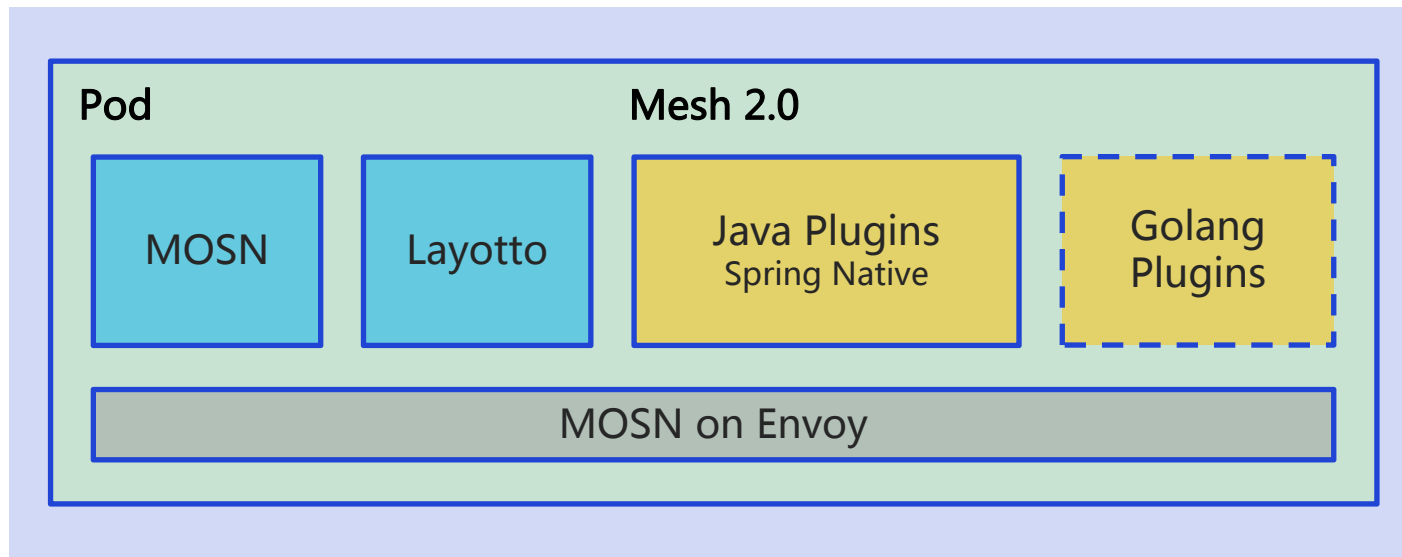 Pod
Mesh 2.0
MOSN
Layotto
Java Plugins
Spring Native
Golang
Plugins
MOSN on Envoy